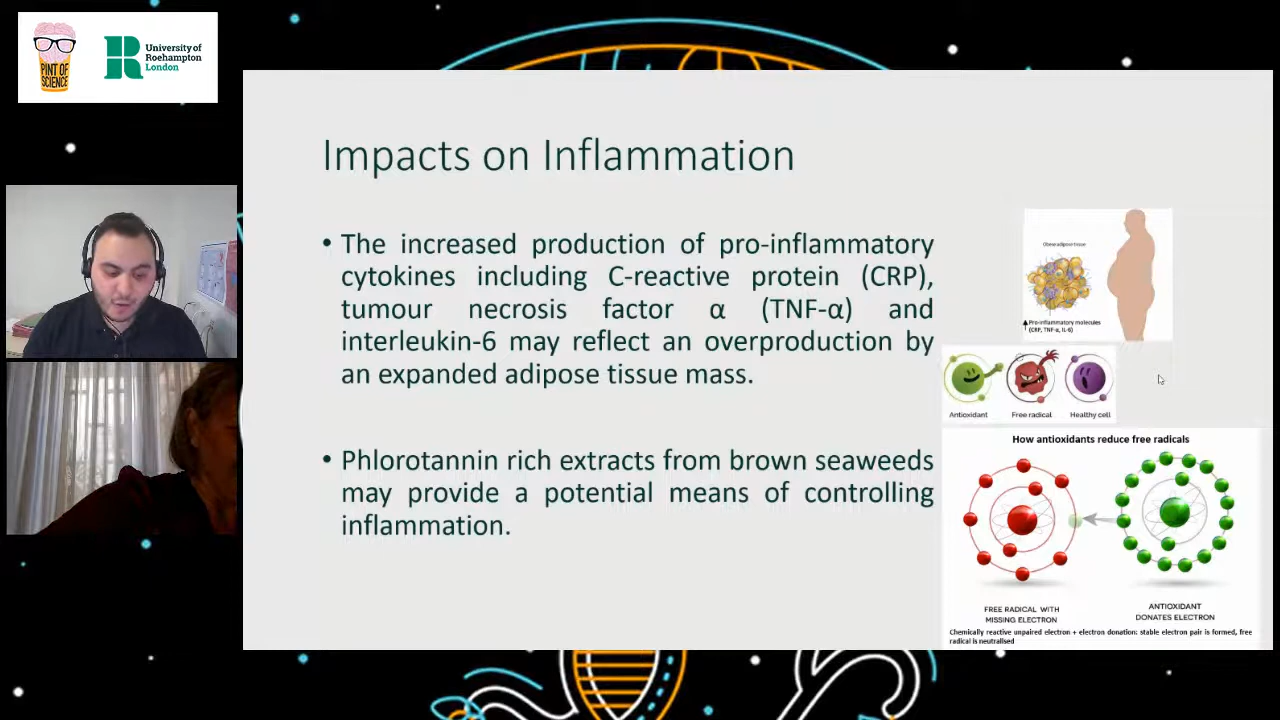 PINT OF
SCIENCE
University of
Roehampton
London
Impacts on Inflammation
• The increased production of pro-inflammatory
cytokines including C-reactive protein (CRP),
tumour necrosis factor α (TNF-α) and
interleukin-6 may reflect an overproduction by
an expanded adipose tissue mass.
• Phlorotannin rich extracts from brown seaweeds
may provide a potential means of controlling
inflammation.
Obese adipose tissue
Pro-inflammatory molecules
(CRP, TNF-α, IL-6)
Antioxidant Free radical Healthy cell
How antioxidants reduce free radicals
FREE RADICAL WITH
MISSING ELECTRON
ANTIOXIDANT
DONATES ELECTRON
Chemically reactive unpaired electron + electron donation: stable electron pair is formed, free
radical is neutralised